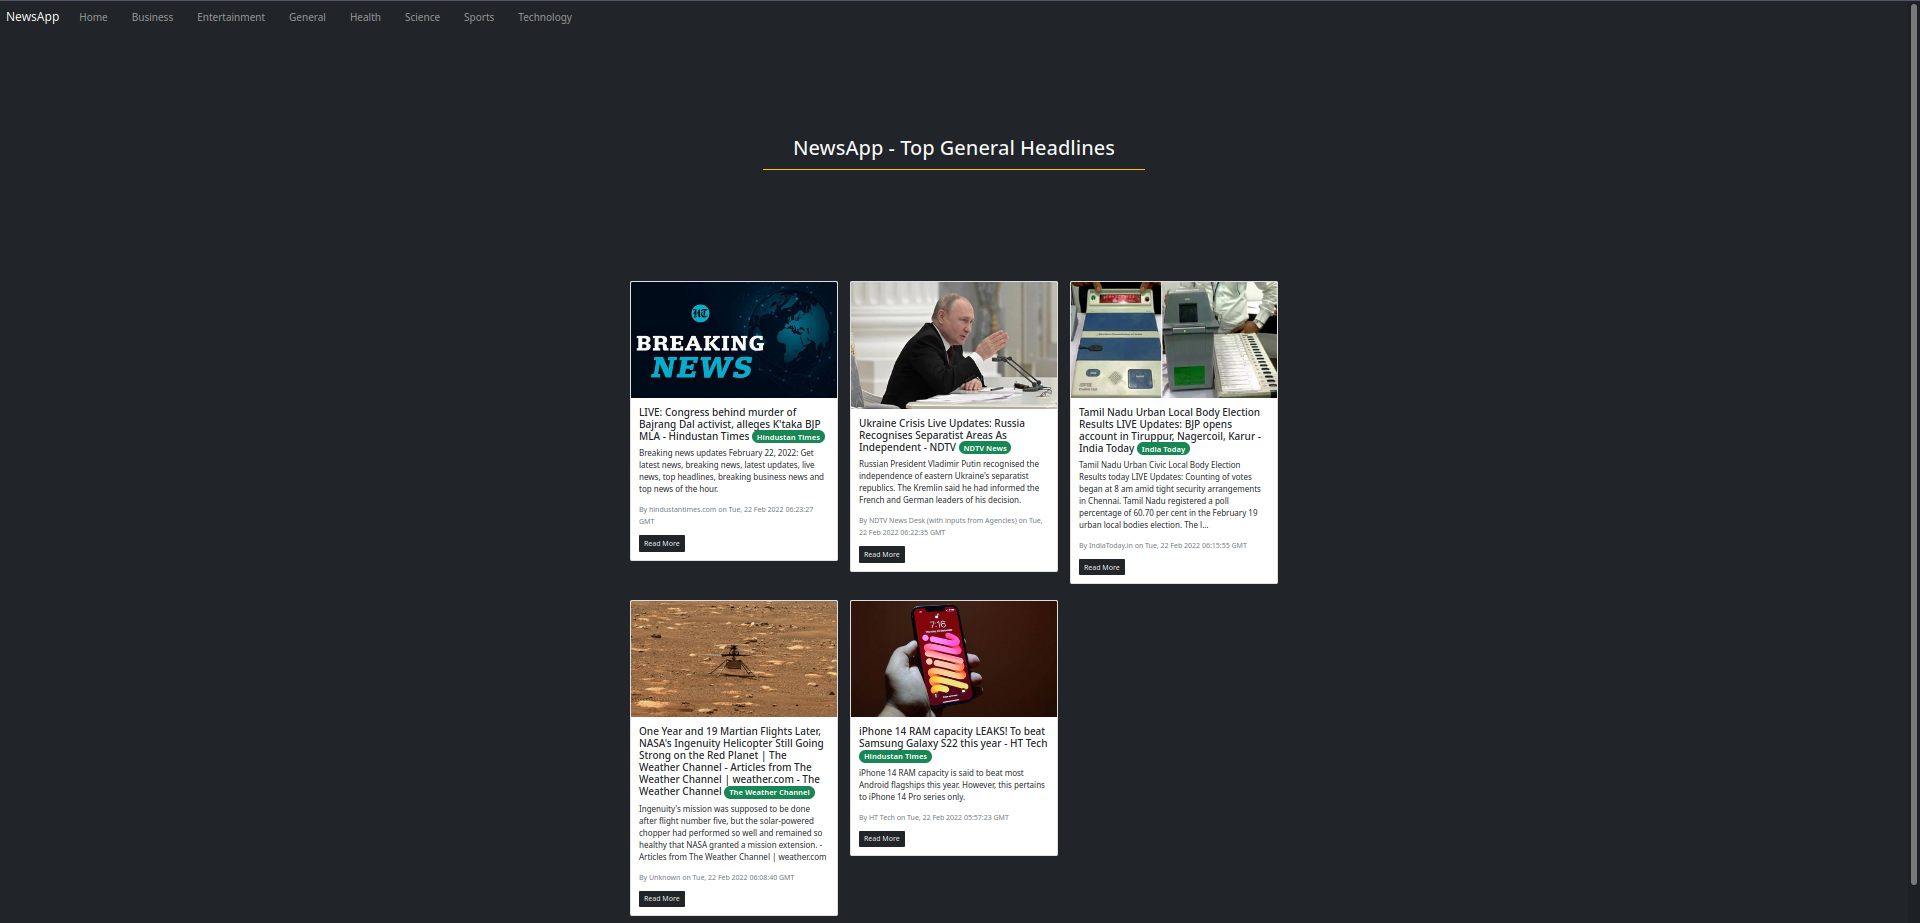 NewsApp Home Business Entertainment General Health Science Sports Technology
NewsApp - Top General Headlines
HT
BREAKING
NEWS
LIVE: Congress behind murder of
Bajrang Dal activist, alleges K'taka BJP
MLA - Hindustan Times Hindustan Times
Breaking news updates February 22, 2022: Get
latest news, breaking news, latest updates, live
news, top headlines, breaking business news and
top news of the hour.
By hindustantimes.com on Tue, 22 Feb 2022 06:23:27
GMT
Read More
Ukraine Crisis Live Updates: Russia
Recognises Separatist Areas As
Independent - NDTV NDTV News
Russian President Vladimir Putin recognised the
independence of eastern Ukraine's separatist
republics. The Kremlin said he had informed the
French and German leaders of his decision.
By NDTV News Desk (with inputs from Agencies) on Tue,
22 Feb 2022 06:22:35 GMT
Read More
Tamil Nadu Urban Local Body Election
Results LIVE Updates: BJP opens
account in Tiruppur, Nagercoil, Karur -
India Today India Today
Tamil Nadu Urban Civic Local Body Election
Results today LIVE Updates: Counting of votes
began at 8 am amid tight security arrangements
in Chennai. Tamil Nadu registered a poll
percentage of 60.70 per cent in the February 19
urban local bodies election. The l...
By IndiaToday.in on Tue, 22 Feb 2022 06:15:55 GMT
Read More
One Year and 19 Martian Flights Later,
NASA's Ingenuity Helicopter Still Going
Strong on the Red Planet | The
Weather Channel - Articles from The
Weather Channel | weather.com - The
Weather Channel The Weather Channel
Ingenuity's mission was supposed to be done
after flight number five, but the solar-powered
chopper had performed so well and remained so
healthy that NASA granted a mission extension. -
Articles from The Weather Channel | weather.com
By Unknown on Tue, 22 Feb 2022 06:08:40 GMT
Read More
7:16
iPhone 14 RAM capacity LEAKS! To beat
Samsung Galaxy S22 this year - HT Tech
Hindustan Times
iPhone 14 RAM capacity is said to beat most
Android flagships this year. However, this pertains
to iPhone 14 Pro series only.
By HT Tech on Tue, 22 Feb 2022 05:57:23 GMT
Read More